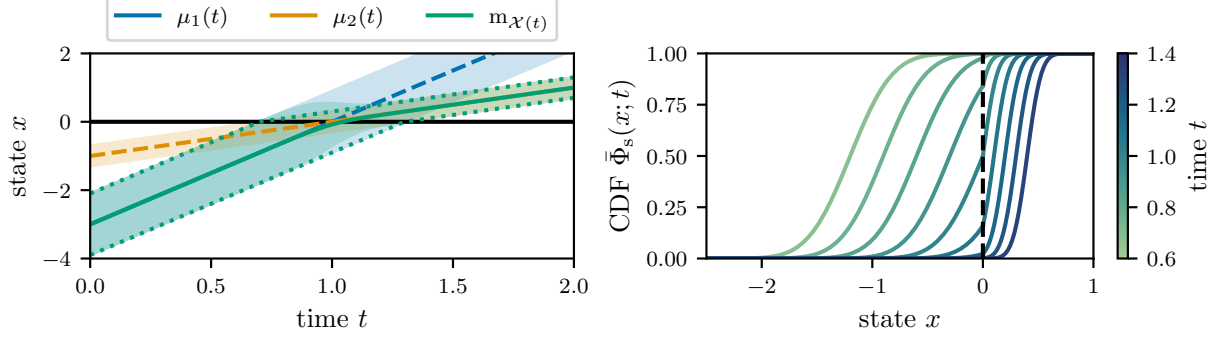 μ₁(t) μ₂(t) m𝒳(t)
2
0
−2
−4
state x
0.0 0.5 1.0 1.5 2.0
time t
1.00
0.75
0.50
0.25
0.00
CDF Φ̄ₛ(x; t)
−2 −1 0 1
state x
1.4
1.2
1.0
0.8
0.6
time t